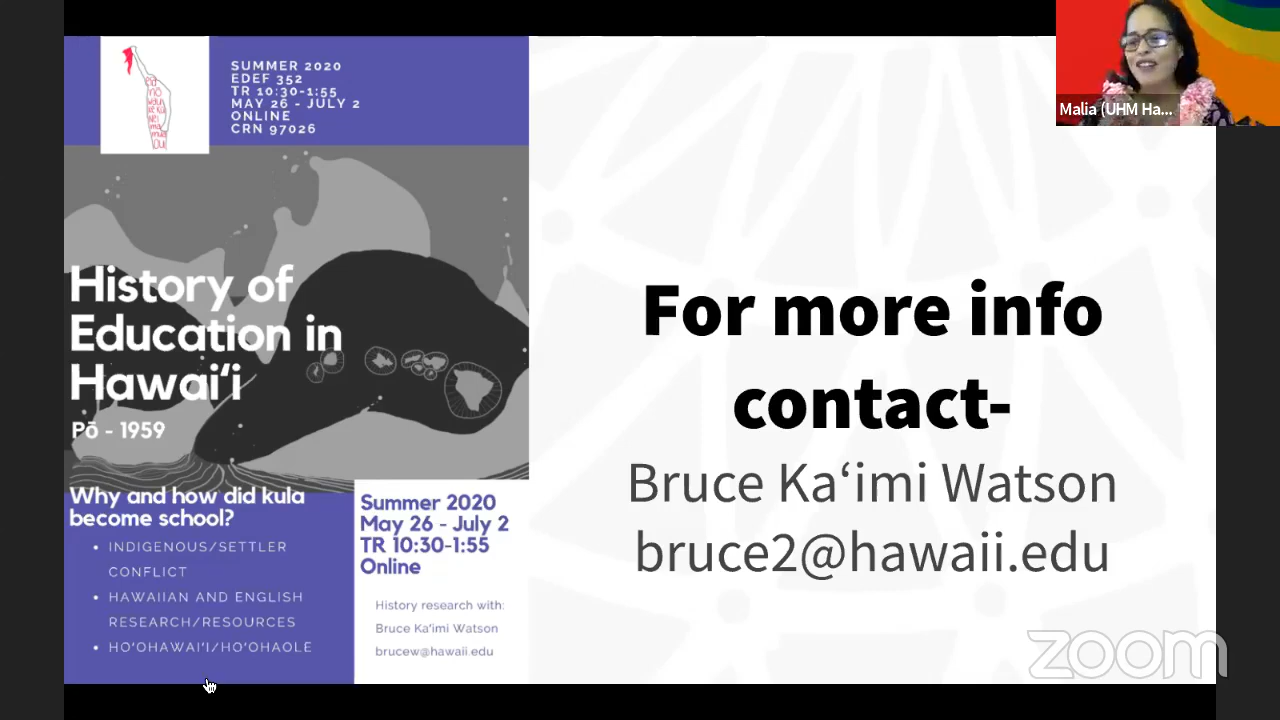 SUMMER 2020
EDEF 352
TR 10:30-1:55
MAY 26 - JULY 2
ONLINE
CRN 97026
History of
Education in
Hawaiʻi
Pō - 1959
Why and how did kula
become school?
• INDIGENOUS/SETTLER
CONFLICT
• HAWAIIAN AND ENGLISH
RESEARCH/RESOURCES
• HOʻOHAWAIʻI/HOʻOHAOLE
Summer 2020
May 26 - July 2
TR 10:30-1:55
Online
History research with:
Bruce Kaʻimi Watson
brucew@hawaii.edu
For more info
contact-
Bruce Kaʻimi Watson
bruce2@hawaii.edu
Malia (UHM Ha...
zoom